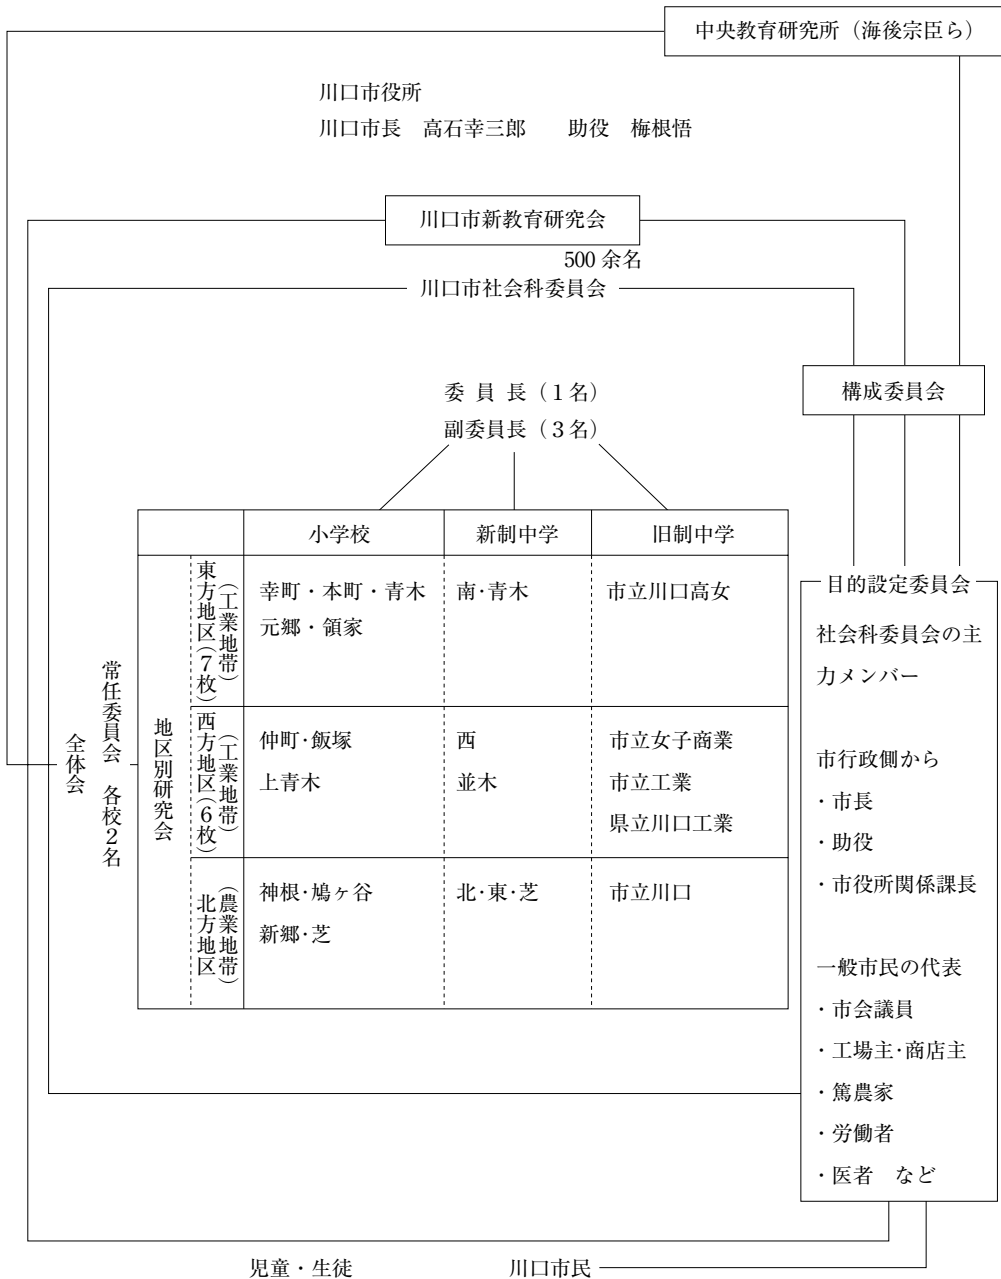 中央教育研究所（海後宗臣ら）
川口市役所
川口市長　高石幸三郎　　助役　梅根悟
川口市新教育研究会
500 余名
川口市社会科委員会
構成委員会
委 員 長（１名）
副委員長（３名）
小学校
新制中学
旧制中学
全体会
常任委員会　各校２名
地区別研究会
東方地区（７枚）
（工業地帯）
幸町・本町・青木
元郷・領家
南·青木
市立川口高女
西方地区（６枚）
（工業地帯）
仲町·飯塚
上青木
西
並木
市立女子商業
市立工業
県立川口工業
北方地区
（農業地帯）
神根·鳩ヶ谷
新郷·芝
北·東·芝
市立川口
目的設定委員会
社会科委員会の主
力メンバー
市行政側から
・市長
・助役
・市役所関係課長
一般市民の代表
・市会議員
・工場主·商店主
・篤農家
・労働者
・医者　など
児童・生徒
川口市民